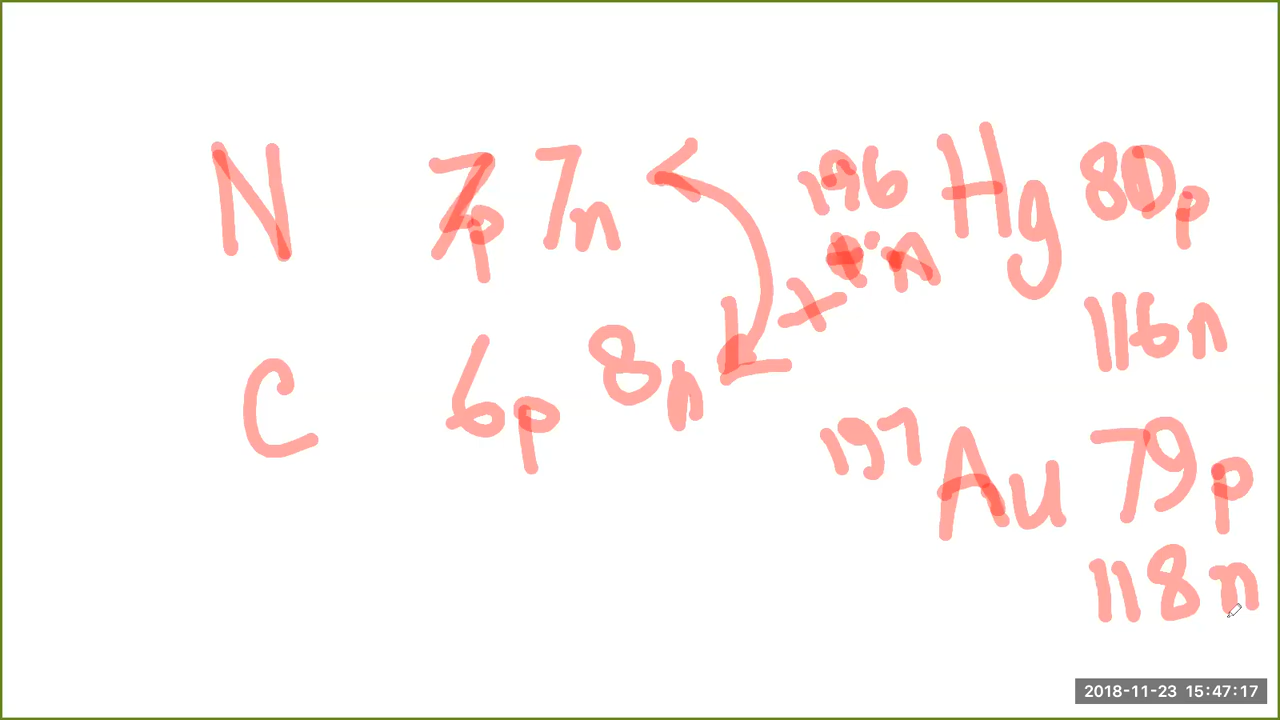 N 7p 7n
196 Hg 80p
+ n
116n
C 6p 8n
197 Au 79p
118n
2018-11-23 15:47:17